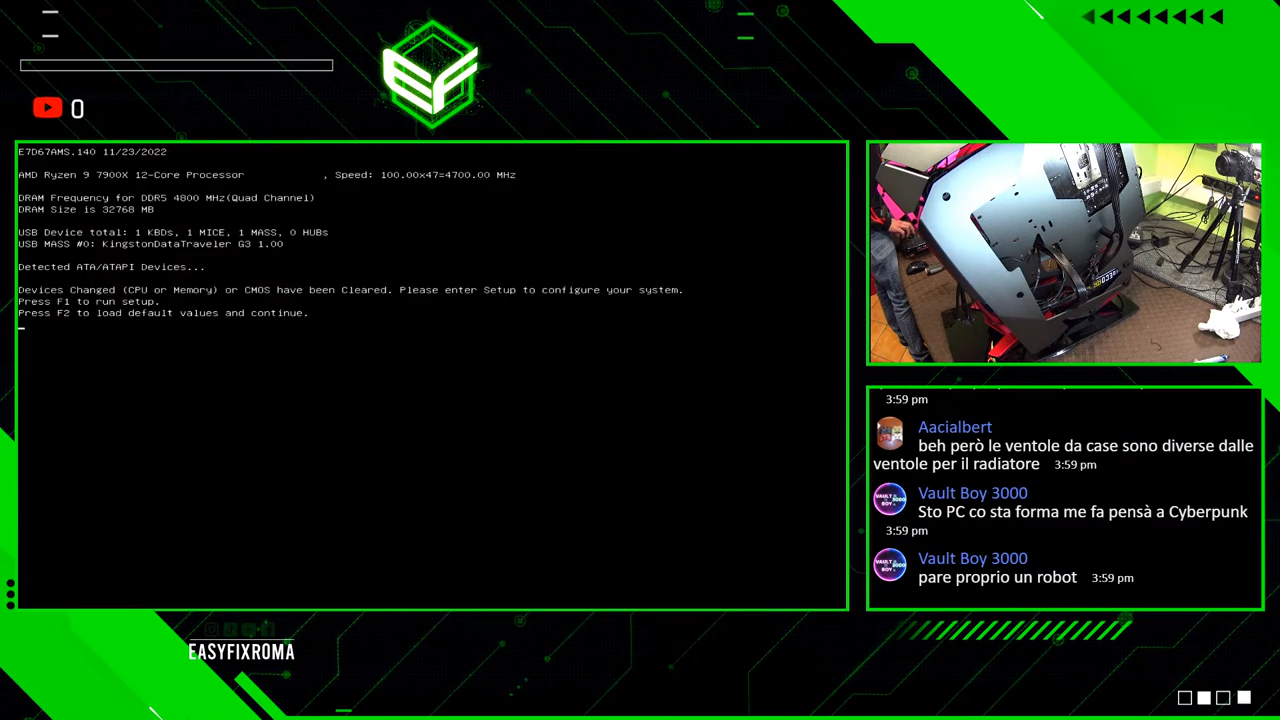 EF
0
E7D67AMS.140 11/23/2022
AMD Ryzen 9 7900X 12-Core Processor , Speed: 100.00x47=4700.00 MHz
DRAM Frequency for DDR5 4800 MHz(Quad Channel)
DRAM Size is 32768 MB
USB Device total: 1 KBDs, 1 MICE, 1 MASS, 0 HUBs
USB MASS #0: KingstonDataTraveler G3 1.00
Detected ATA/ATAPI Devices...
Devices Changed (CPU or Memory) or CMOS have been Cleared. Please enter Setup to configure your system.
Press F1 to run setup.
Press F2 to load default values and continue.
3:59 pm
Aacialbert
beh però le ventole da case sono diverse dalle
ventole per il radiatore 3:59 pm
Vault Boy 3000
Sto PC co sta forma me fa pensà a Cyberpunk
3:59 pm
Vault Boy 3000
pare proprio un robot 3:59 pm
EASYFIXROMA